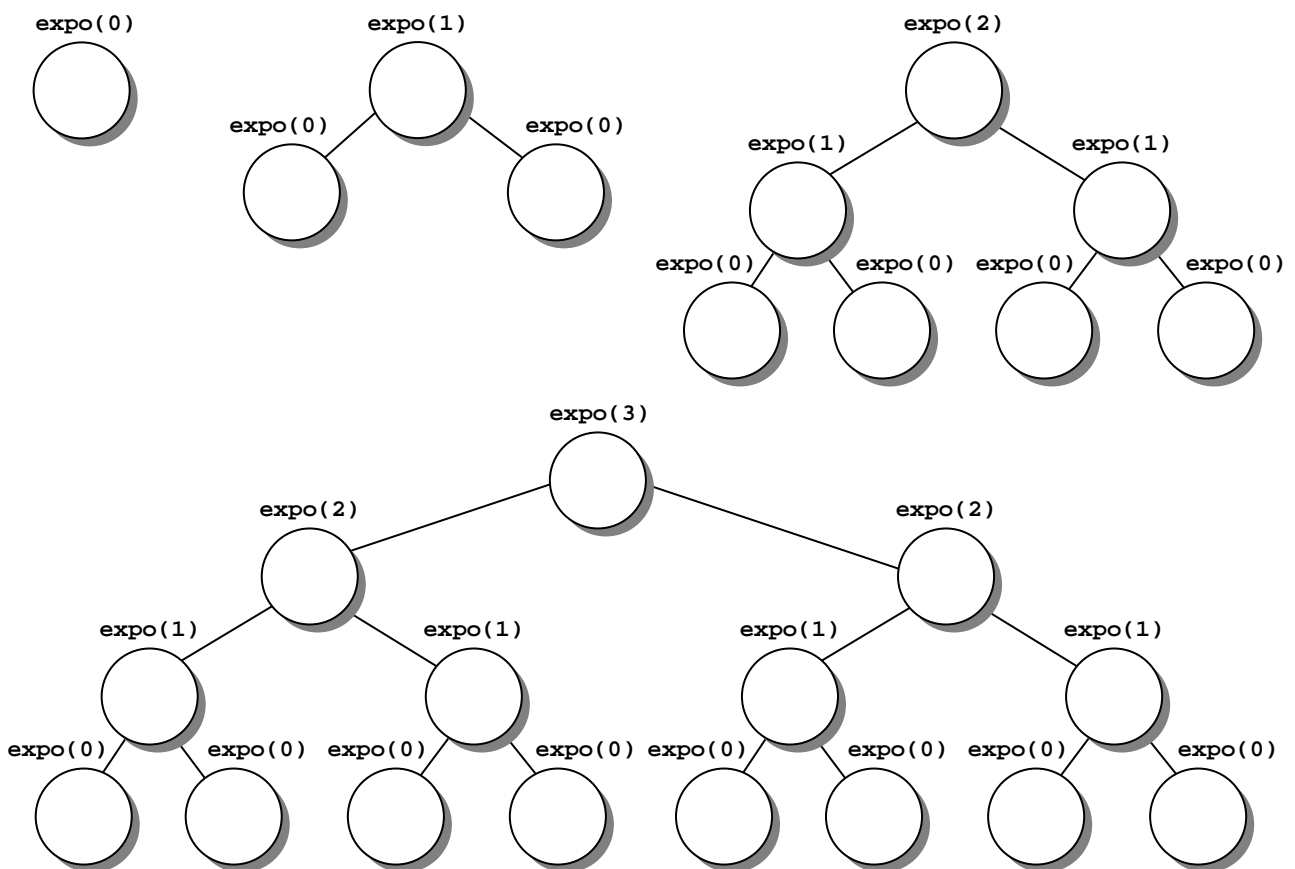 expo(0) expo(1) expo(2)
expo(0) expo(0)
expo(1) expo(1)
expo(0) expo(0) expo(0) expo(0)
expo(3)
expo(2) expo(2)
expo(1) expo(1) expo(1) expo(1)
expo(0) expo(0) expo(0) expo(0) expo(0) expo(0) expo(0) expo(0)